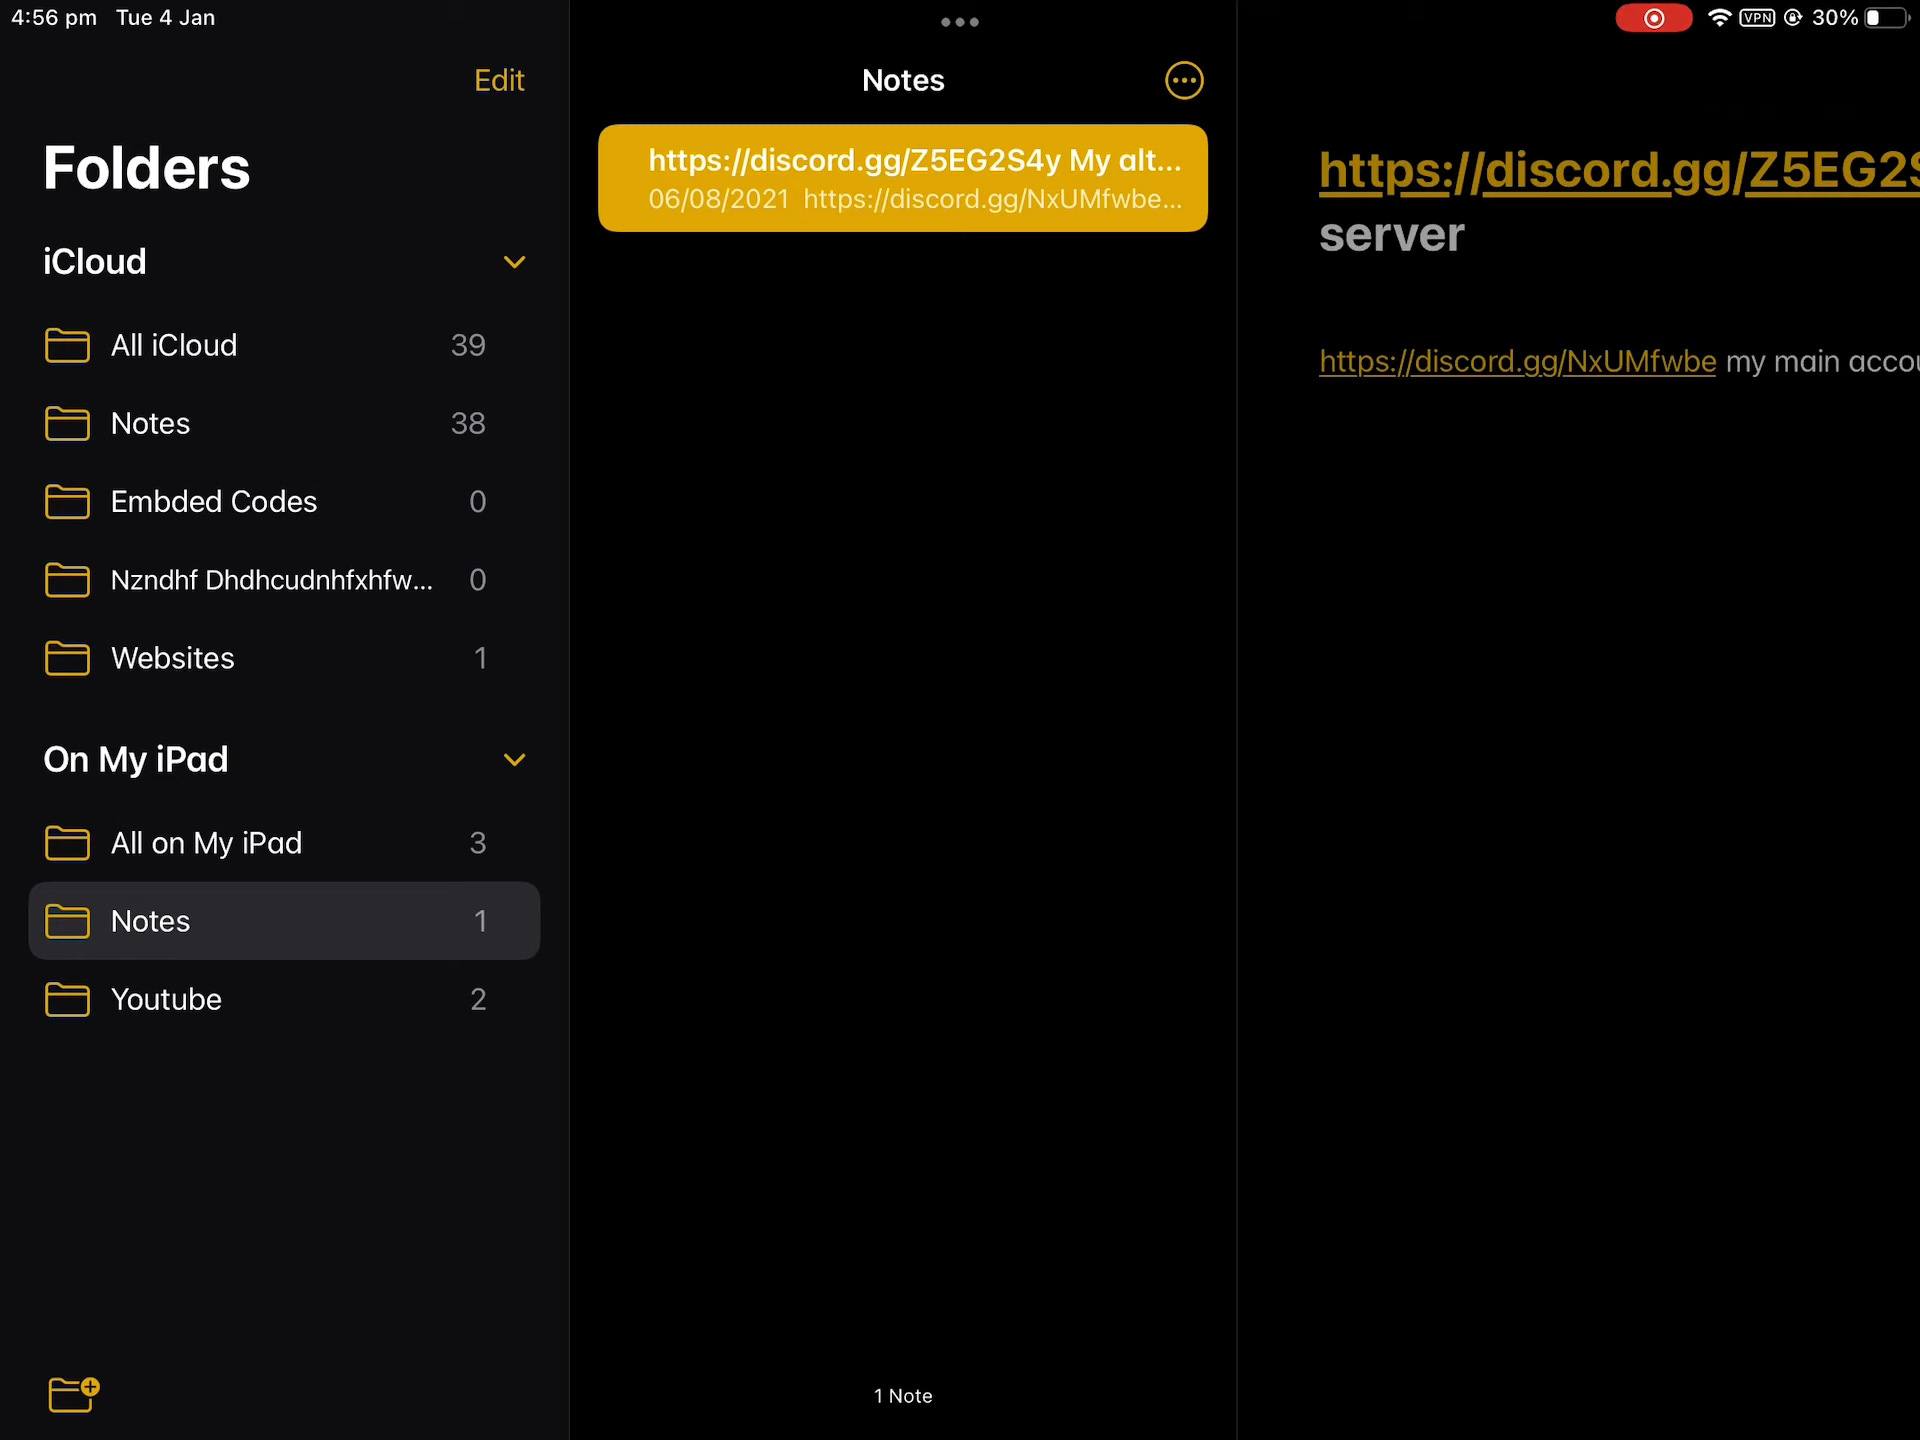 4:56 pm Tue 4 Jan
VPN 30%
Edit
Folders
iCloud
All iCloud 39
Notes 38
Embded Codes 0
Nzndhf Dhdhcudnhfxhfw... 0
Websites 1
On My iPad
All on My iPad 3
Notes 1
Youtube 2
Notes
https://discord.gg/Z5EG2S4y My alt...
06/08/2021 https://discord.gg/NxUMfwbe...
1 Note
https://discord.gg/Z5EG2S
server
https://discord.gg/NxUMfwbe my main accou